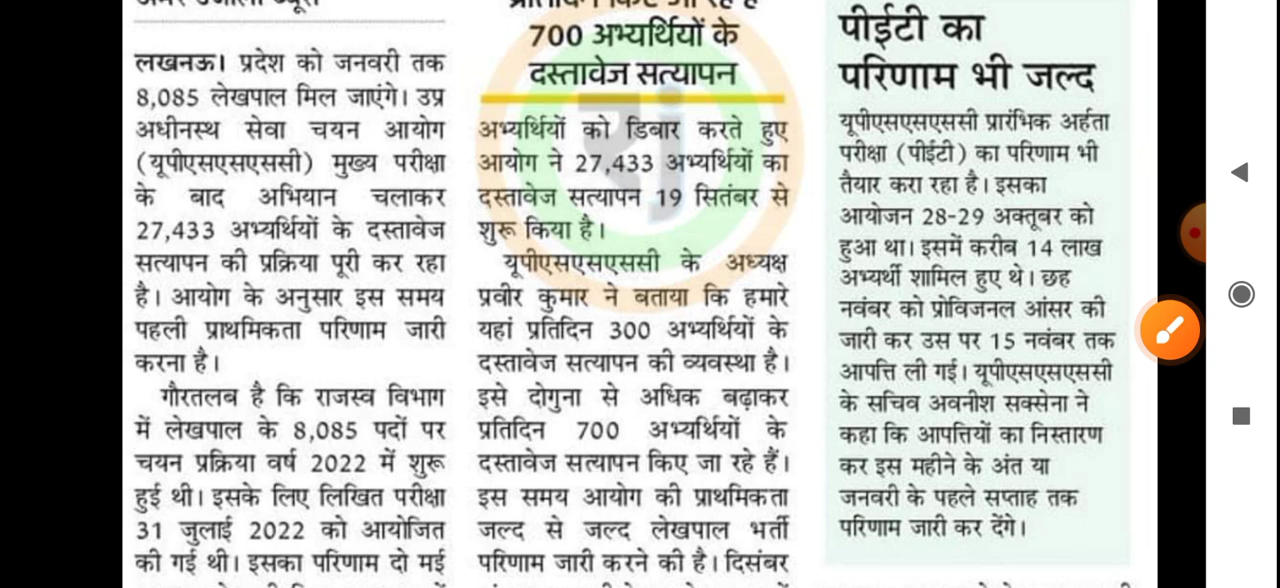 लखनऊ। प्रदेश को जनवरी तक
8,085 लेखपाल मिल जाएंगे। उप्र
अधीनस्थ सेवा चयन आयोग
(यूपीएसएसएससी) मुख्य परीक्षा
के बाद अभियान चलाकर
27,433 अभ्यर्थियों के दस्तावेज
सत्यापन की प्रक्रिया पूरी कर रहा
है। आयोग के अनुसार इस समय
पहली प्राथमिकता परिणाम जारी
करना है।
गौरतलब है कि राजस्व विभाग
में लेखपाल के 8,085 पदों पर
चयन प्रक्रिया वर्ष 2022 में शुरू
हुई थी। इसके लिए लिखित परीक्षा
31 जुलाई 2022 को आयोजित
की गई थी। इसका परिणाम दो मई
700 अभ्यर्थियों के
दस्तावेज सत्यापन
अभ्यर्थियों को डिबार करते हुए
आयोग ने 27,433 अभ्यर्थियों का
दस्तावेज सत्यापन 19 सितंबर से
शुरू किया है।
यूपीएसएसएससी के अध्यक्ष
प्रवीर कुमार ने बताया कि हमारे
यहां प्रतिदिन 300 अभ्यर्थियों के
दस्तावेज सत्यापन की व्यवस्था है।
इसे दोगुना से अधिक बढ़ाकर
प्रतिदिन 700 अभ्यर्थियों के
दस्तावेज सत्यापन किए जा रहे हैं।
इस समय आयोग की प्राथमिकता
जल्द से जल्द लेखपाल भर्ती
परिणाम जारी करने की है। दिसंबर
पीईटी का
परिणाम भी जल्द
यूपीएसएसएससी प्रारंभिक अर्हता
परीक्षा (पीईटी) का परिणाम भी
तैयार करा रहा है। इसका
आयोजन 28-29 अक्तूबर को
हुआ था। इसमें करीब 14 लाख
अभ्यर्थी शामिल हुए थे। छह
नवंबर को प्रोविजनल आंसर की
जारी कर उस पर 15 नवंबर तक
आपत्ति ली गई। यूपीएसएसएससी
के सचिव अवनीश सक्सेना ने
कहा कि आपत्तियों का निस्तारण
कर इस महीने के अंत या
जनवरी के पहले सप्ताह तक
परिणाम जारी कर देंगे।